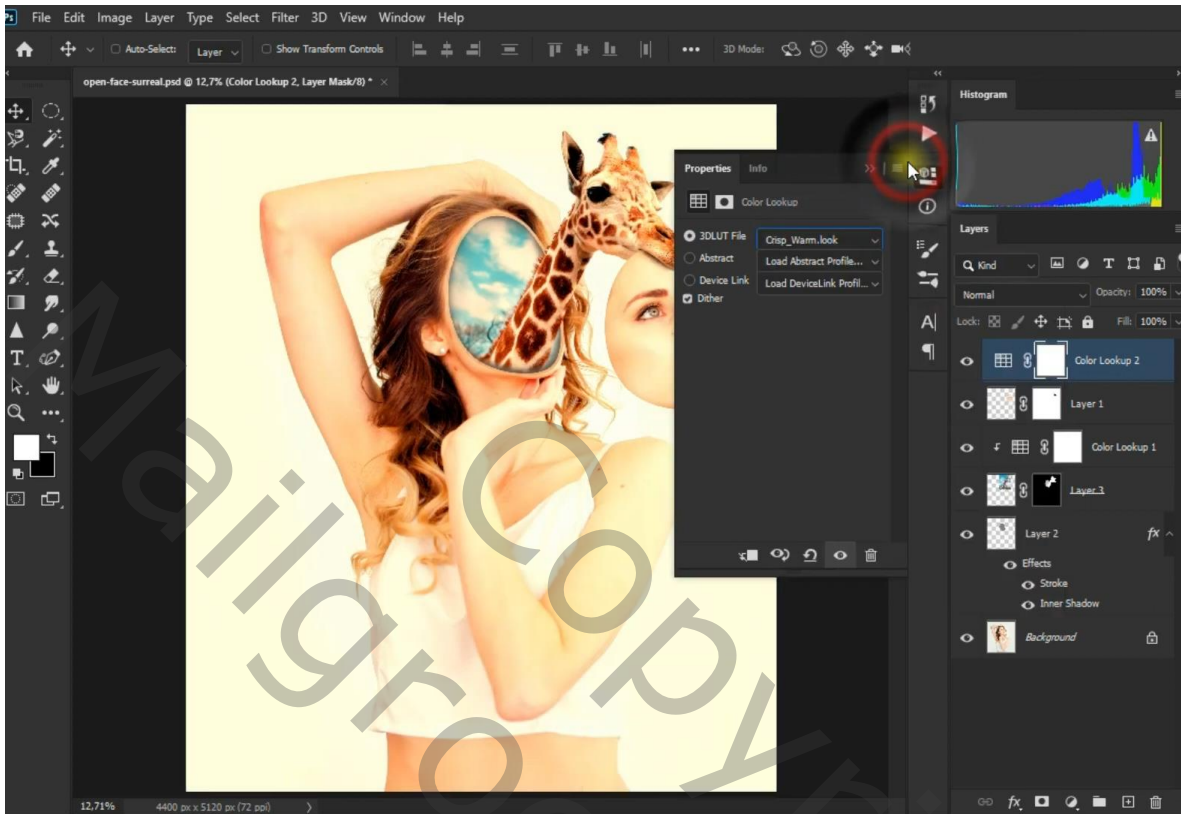 Ps File Edit Image Layer Type Select Filter 3D View Window Help
Auto-Select: Layer Show Transform Controls 3D Mode:
open-face-surreal.psd @ 12,7% (Color Lookup 2, Layer Mask/8) *
Histogram
Properties Info
Color Lookup
3DLUT File Crisp_Warm.look
Abstract Load Abstract Profile...
Device Link Load DeviceLink Profil...
Dither
Layers
Kind
Normal Opacity: 100%
Lock: Fill: 100%
Color Lookup 2
Layer 1
Color Lookup 1
Layer 3
Layer 2 fx
Effects
Stroke
Inner Shadow
Background
12,71% 4400 px x 5120 px (72 ppi)
fx